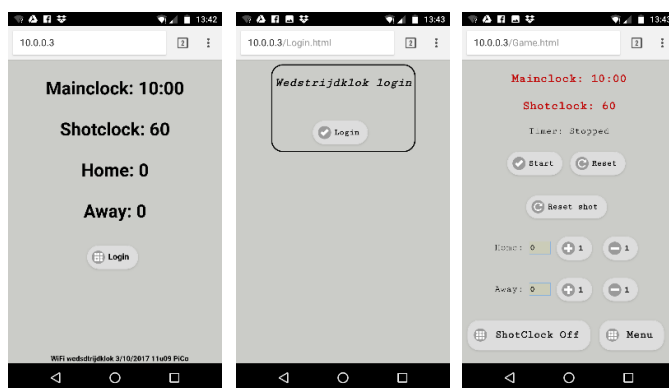 13:42
10.0.0.3
2
Mainclock: 10:00
Shotclock: 60
Home: 0
Away: 0
Login
WiFi wedsdtrijdklok 3/10/2017 11u09 PiCo
13:43
10.0.0.3/Login.html
2
Wedstrijdklok login
Login
13:43
10.0.0.3/Game.html
2
Mainclock: 10:00
Shotclock: 60
Timer: Stopped
Start Reset
Reset shot
Home: 0 1 1
Away: 0 1 1
ShotClock Off Menu